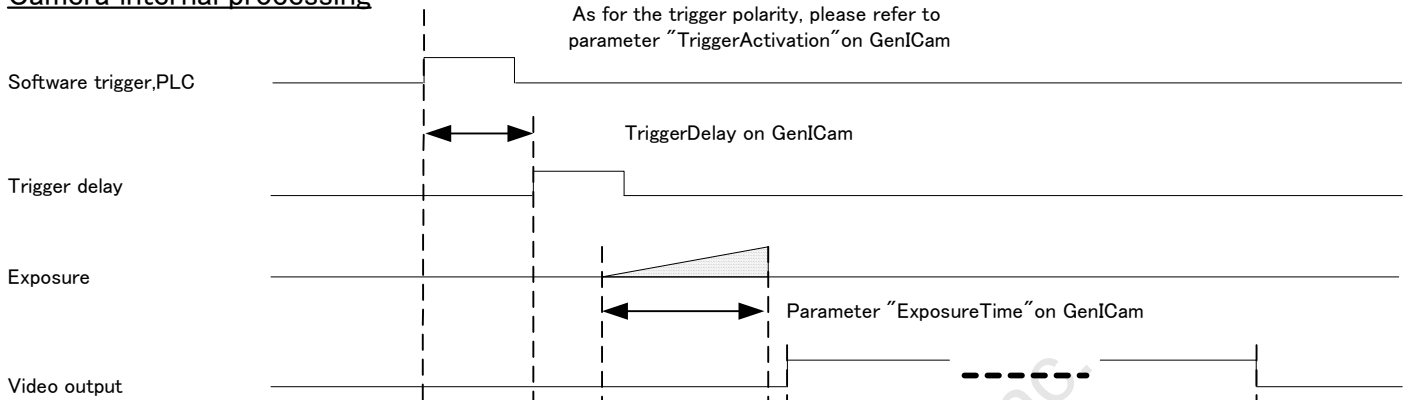 Camera internal processing
As for the trigger polarity, please refer to
parameter "TriggerActivation"on GenICam
Software trigger,PLC
TriggerDelay on GenICam
Trigger delay
Exposure
Parameter "ExposureTime"on GenICam
Video output
nc.